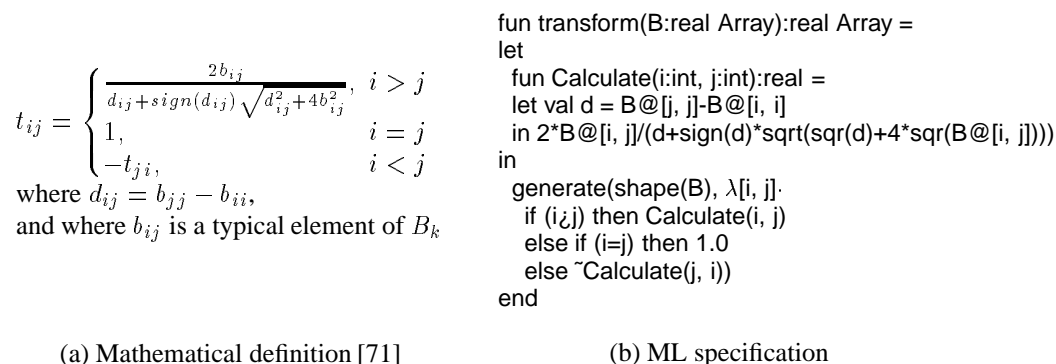 t_{ij} = { \frac{2b_{ij}}{d_{ij}+sign(d_{ij})\sqrt{d_{ij}^2+4b_{ij}^2}}, i > j
1, i = j
-t_{ji}, i < j
where d_{ij} = b_{jj} − b_{ii},
and where b_{ij} is a typical element of B_k
(a) Mathematical definition [71]
fun transform(B:real Array):real Array =
let
fun Calculate(i:int, j:int):real =
let val d = B@[j, j]-B@[i, i]
in 2*B@[i, j]/(d+sign(d)*sqrt(sqr(d)+4*sqr(B@[i, j])))
in
generate(shape(B), λ[i, j]·
if (i¿j) then Calculate(i, j)
else if (i=j) then 1.0
else ˜Calculate(j, i))
end
(b) ML specification